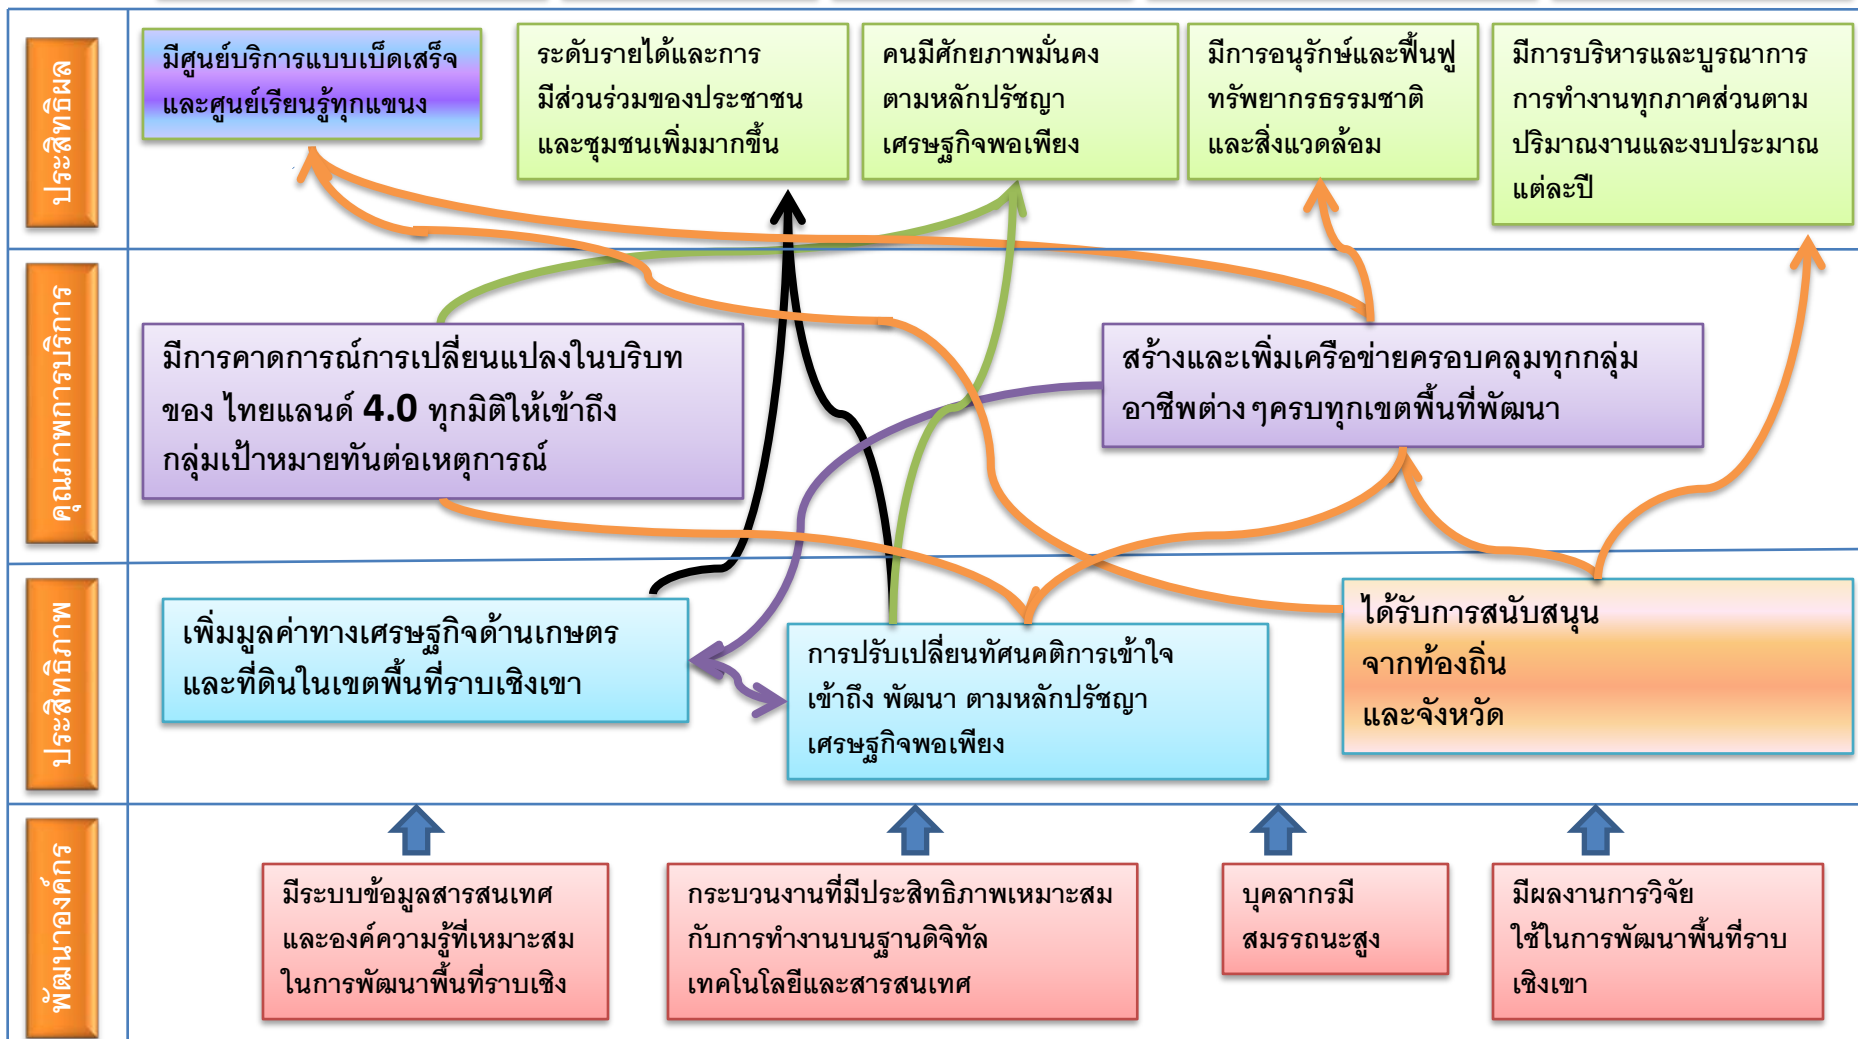 ประสิทธิผล
มีศูนย์บริการแบบเบ็ดเสร็จ
และศูนย์เรียนรู้ทุกแขนง
ระดับรายได้และการ
มีส่วนร่วมของประชาชน
และชุมชนเพิ่มมากขึ้น
คนมีศักยภาพมั่นคง
ตามหลักปรัชญา
เศรษฐกิจพอเพียง
มีการอนุรักษ์และฟื้นฟู
ทรัพยากรธรรมชาติ
และสิ่งแวดล้อม
มีการบริหารและบูรณาการ
การทำงานทุกภาคส่วนตาม
ปริมาณงานและงบประมาณ
แต่ละปี
คุณภาพการบริการ
มีการคาดการณ์การเปลี่ยนแปลงในบริบท
ของ ไทยแลนด์ 4.0 ทุกมิติให้เข้าถึง
กลุ่มเป้าหมายทันต่อเหตุการณ์
สร้างและเพิ่มเครือข่ายครอบคลุมทุกกลุ่ม
อาชีพต่างๆครบทุกเขตพื้นที่พัฒนา
ประสิทธิภาพ
เพิ่มมูลค่าทางเศรษฐกิจด้านเกษตร
และที่ดินในเขตพื้นที่ราบเชิงเขา
การปรับเปลี่ยนทัศนคติการเข้าใจ
เข้าถึง พัฒนา ตามหลักปรัชญา
เศรษฐกิจพอเพียง
ได้รับการสนับสนุน
จากท้องถิ่น
และจังหวัด
พัฒนาองค์กร
มีระบบข้อมูลสารสนเทศ
และองค์ความรู้ที่เหมาะสม
ในการพัฒนาพื้นที่ราบเชิง
กระบวนงานที่มีประสิทธิภาพเหมาะสม
กับการทำงานบนฐานดิจิทัล
เทคโนโลยีและสารสนเทศ
บุคลากรมี
สมรรถนะสูง
มีผลงานการวิจัย
ใช้ในการพัฒนาพื้นที่ราบ
เชิงเขา